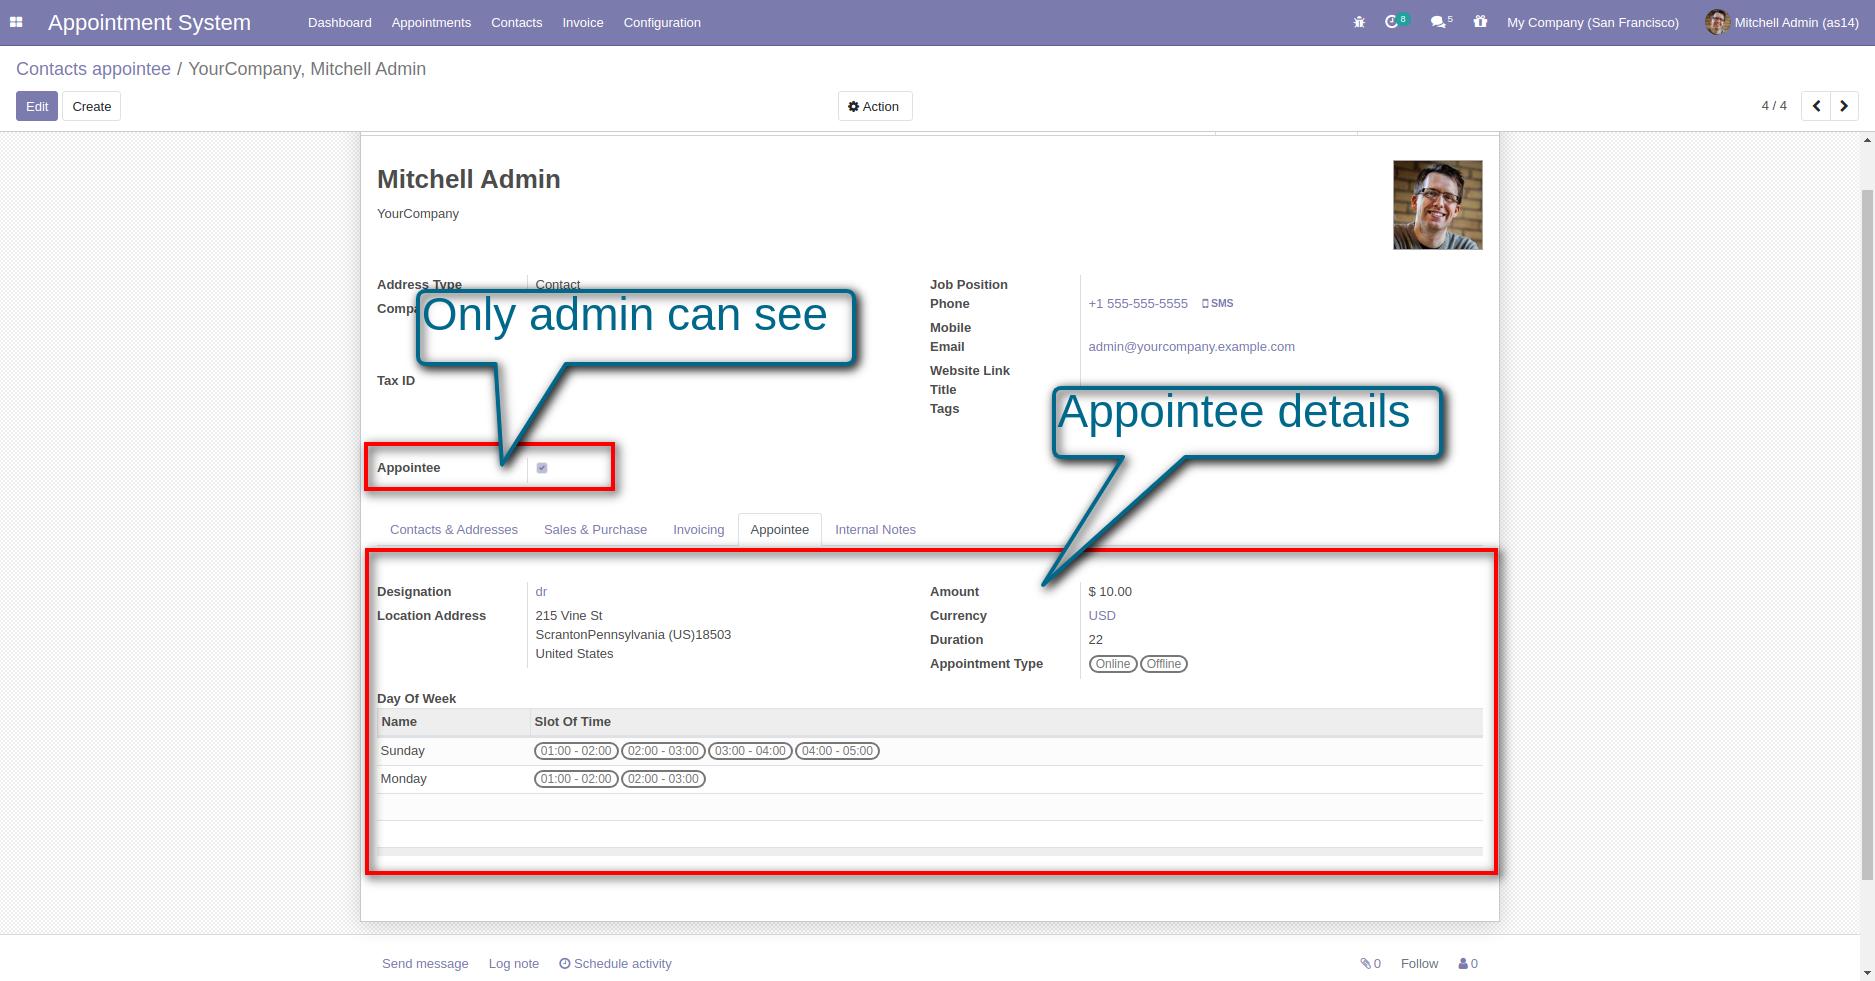 Appointment System
Dashboard Appointments Contacts Invoice Configuration
8 5 My Company (San Francisco) Mitchell Admin (as14)
Contacts appointee / YourCompany, Mitchell Admin
Edit Create Action 4 / 4
Mitchell Admin
YourCompany
Address Type Contact Job Position
Phone +1 555-555-5555 SMS
Only admin can see
Mobile
Email admin@yourcompany.example.com
Website Link
Tax ID
Title
Tags
Appointee details
Appointee
Contacts & Addresses Sales & Purchase Invoicing Appointee Internal Notes
Designation dr Amount $ 10.00
Location Address 215 Vine St Currency USD
ScrantonPennsylvania (US)18503
Duration 22
United States
Appointment Type Online Offline
Day Of Week
Name Slot Of Time
Sunday 01:00 - 02:00 02:00 - 03:00 03:00 - 04:00 04:00 - 05:00
Monday 01:00 - 02:00 02:00 - 03:00
Send message Log note Schedule activity 0 Follow 0